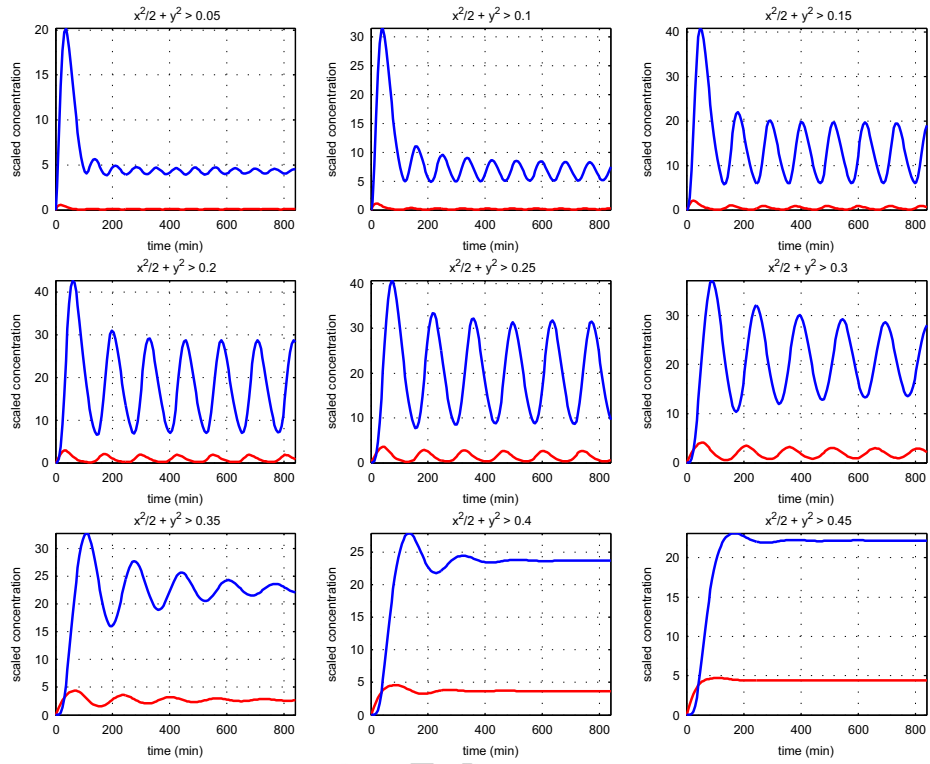 x²/2 + y² > 0.05
scaled concentration
20
15
10
5
0
0 200 400 600 800
time (min)
x²/2 + y² > 0.1
scaled concentration
30
25
20
15
10
5
0
0 200 400 600 800
time (min)
x²/2 + y² > 0.15
scaled concentration
40
30
20
10
0
0 200 400 600 800
time (min)
x²/2 + y² > 0.2
scaled concentration
40
30
20
10
0
0 200 400 600 800
time (min)
x²/2 + y² > 0.25
scaled concentration
40
30
20
10
0
0 200 400 600 800
time (min)
x²/2 + y² > 0.3
scaled concentration
30
20
10
0
0 200 400 600 800
time (min)
x²/2 + y² > 0.35
scaled concentration
30
25
20
15
10
5
0
0 200 400 600 800
time (min)
x²/2 + y² > 0.4
scaled concentration
25
20
15
10
5
0
0 200 400 600 800
time (min)
x²/2 + y² > 0.45
scaled concentration
20
15
10
5
0
0 200 400 600 800
time (min)